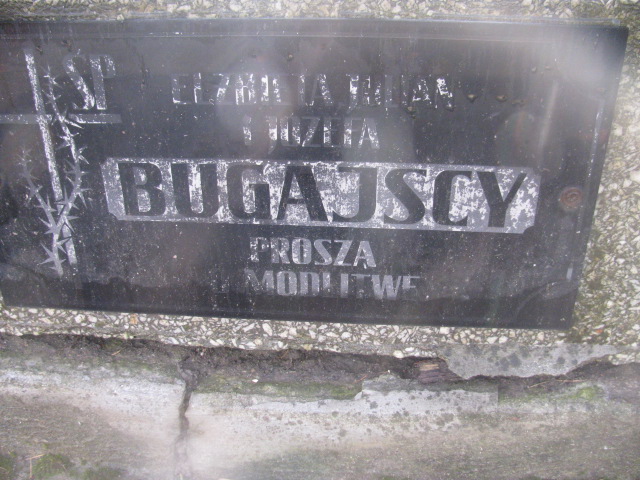 ŚP ELŻBIETA JULIAN
I JÓZEFA
BUGAJSCY
PROSZĄ
O MODLITWĘ